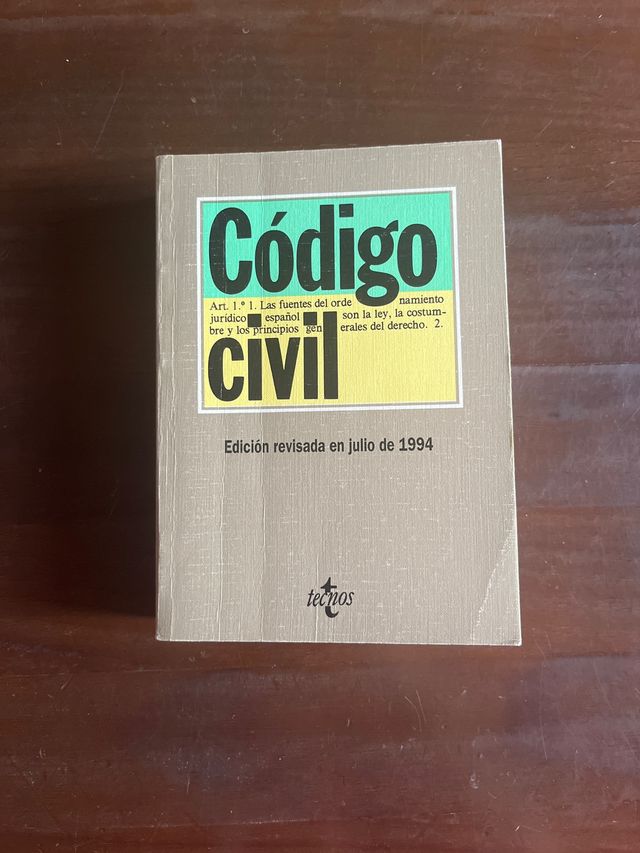 Código
Art. 1.º 1. Las fuentes del orde namiento
jurídico español son la ley, la costum-
bre y los principios gen erales del derecho. 2.
civil
Edición revisada en julio de 1994
tecnos